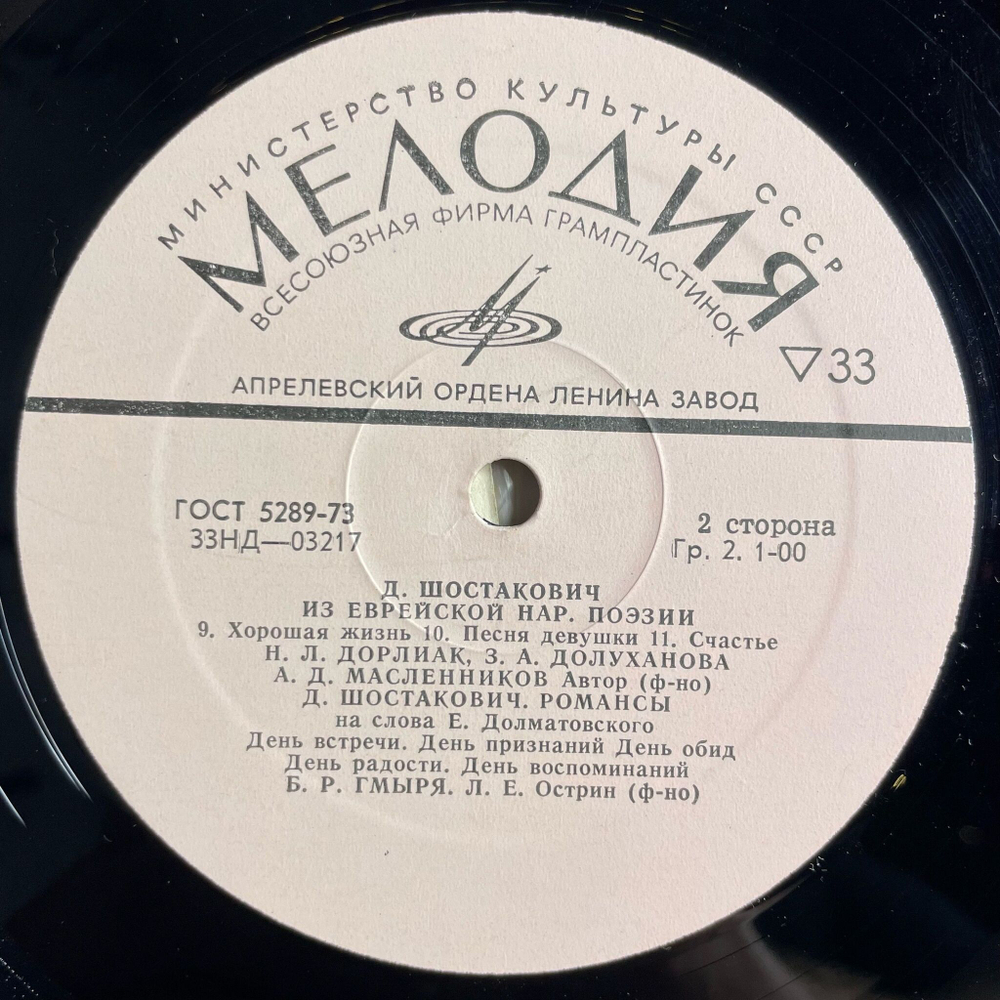 МИНИСТЕРСТВО КУЛЬТУРЫ СССР
МЕЛОДИЯ
ВСЕСОЮЗНАЯ ФИРМА ГРАМПЛАСТИНОК
▽33
АПРЕЛЕВСКИЙ ОРДЕНА ЛЕНИНА ЗАВОД
ГОСТ 5289-73
33НД—03217
2 сторона
Гр. 2. 1-00
Д. ШОСТАКОВИЧ
ИЗ ЕВРЕЙСКОЙ НАР. ПОЭЗИИ
9. Хорошая жизнь 10. Песня девушки 11. Счастье
Н. Л. ДОРЛИАК, З. А. ДОЛУХАНОВА
А. Д. МАСЛЕННИКОВ Автор (ф-но)
Д. ШОСТАКОВИЧ. РОМАНСЫ
на слова Е. Долматовского
День встречи. День признаний День обид
День радости. День воспоминаний
Б. Р. ГМЫРЯ. Л. Е. Острин (ф-но)